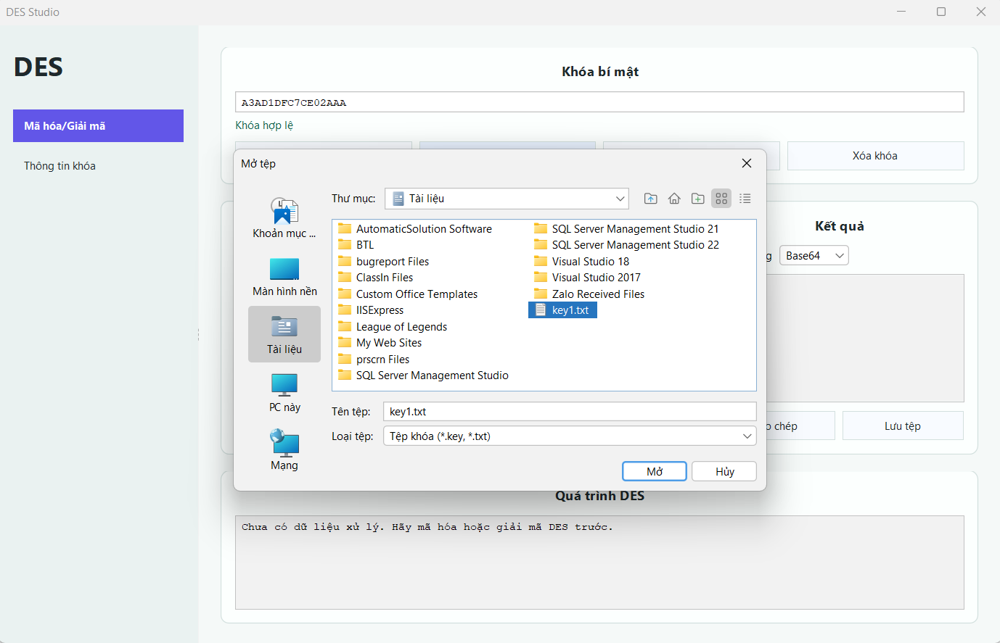 DES Studio
DES
Mã hóa/Giải mã
Thông tin khóa
Khóa bí mật
A3AD1DFC7CE02AAA
Khóa hợp lệ
Xóa khóa
Mở tệp
Thư mục:
Tài liệu
Khoản mục ...
Màn hình nền
Tài liệu
PC này
Mạng
AutomaticSolution Software
BTL
bugreport Files
ClassIn Files
Custom Office Templates
IISExpress
League of Legends
My Web Sites
prscrn Files
SQL Server Management Studio
SQL Server Management Studio 21
SQL Server Management Studio 22
Visual Studio 18
Visual Studio 2017
Zalo Received Files
key1.txt
Tên tệp:
key1.txt
Loại tệp:
Tệp khóa (*.key, *.txt)
Mở
Hủy
Kết quả
Base64
chép
Lưu tệp
Quá trình DES
Chưa có dữ liệu xử lý. Hãy mã hóa hoặc giải mã DES trước.